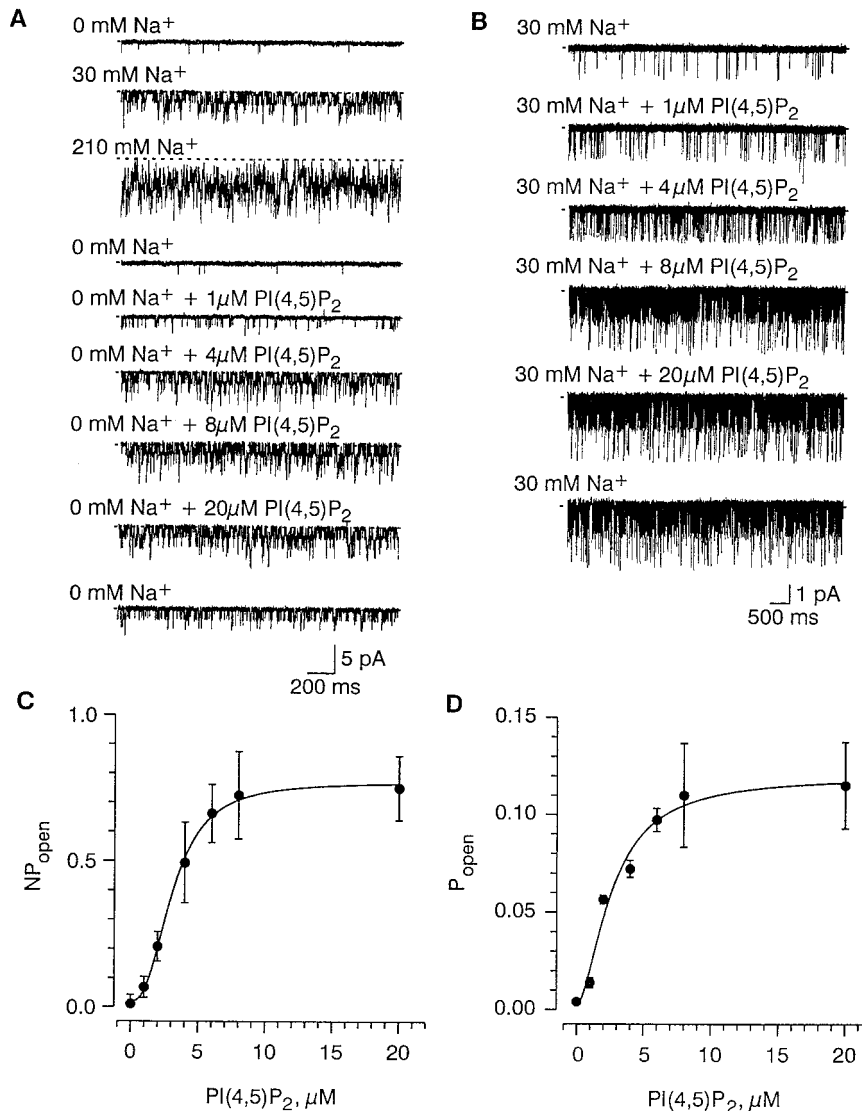 A
0 mM Na⁺
30 mM Na⁺
210 mM Na⁺
0 mM Na⁺
0 mM Na⁺ + 1µM PI(4,5)P₂
0 mM Na⁺ + 4µM PI(4,5)P₂
0 mM Na⁺ + 8µM PI(4,5)P₂
0 mM Na⁺ + 20µM PI(4,5)P₂
0 mM Na⁺
5 pA
200 ms
B
30 mM Na⁺
30 mM Na⁺ + 1µM PI(4,5)P₂
30 mM Na⁺ + 4µM PI(4,5)P₂
30 mM Na⁺ + 8µM PI(4,5)P₂
30 mM Na⁺ + 20µM PI(4,5)P₂
30 mM Na⁺
1 pA
500 ms
C
1.0
0.5
0.0
NPopen
0 5 10 15 20
PI(4,5)P₂, µM
D
0.15
0.10
0.05
0.00
Popen
0 5 10 15 20
PI(4,5)P₂, µM